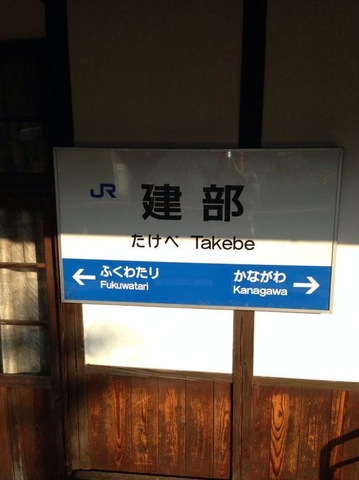 JR
建部
たけべ Takebe
← ふくわたり
Fukuwatari
かながわ →
Kanagawa